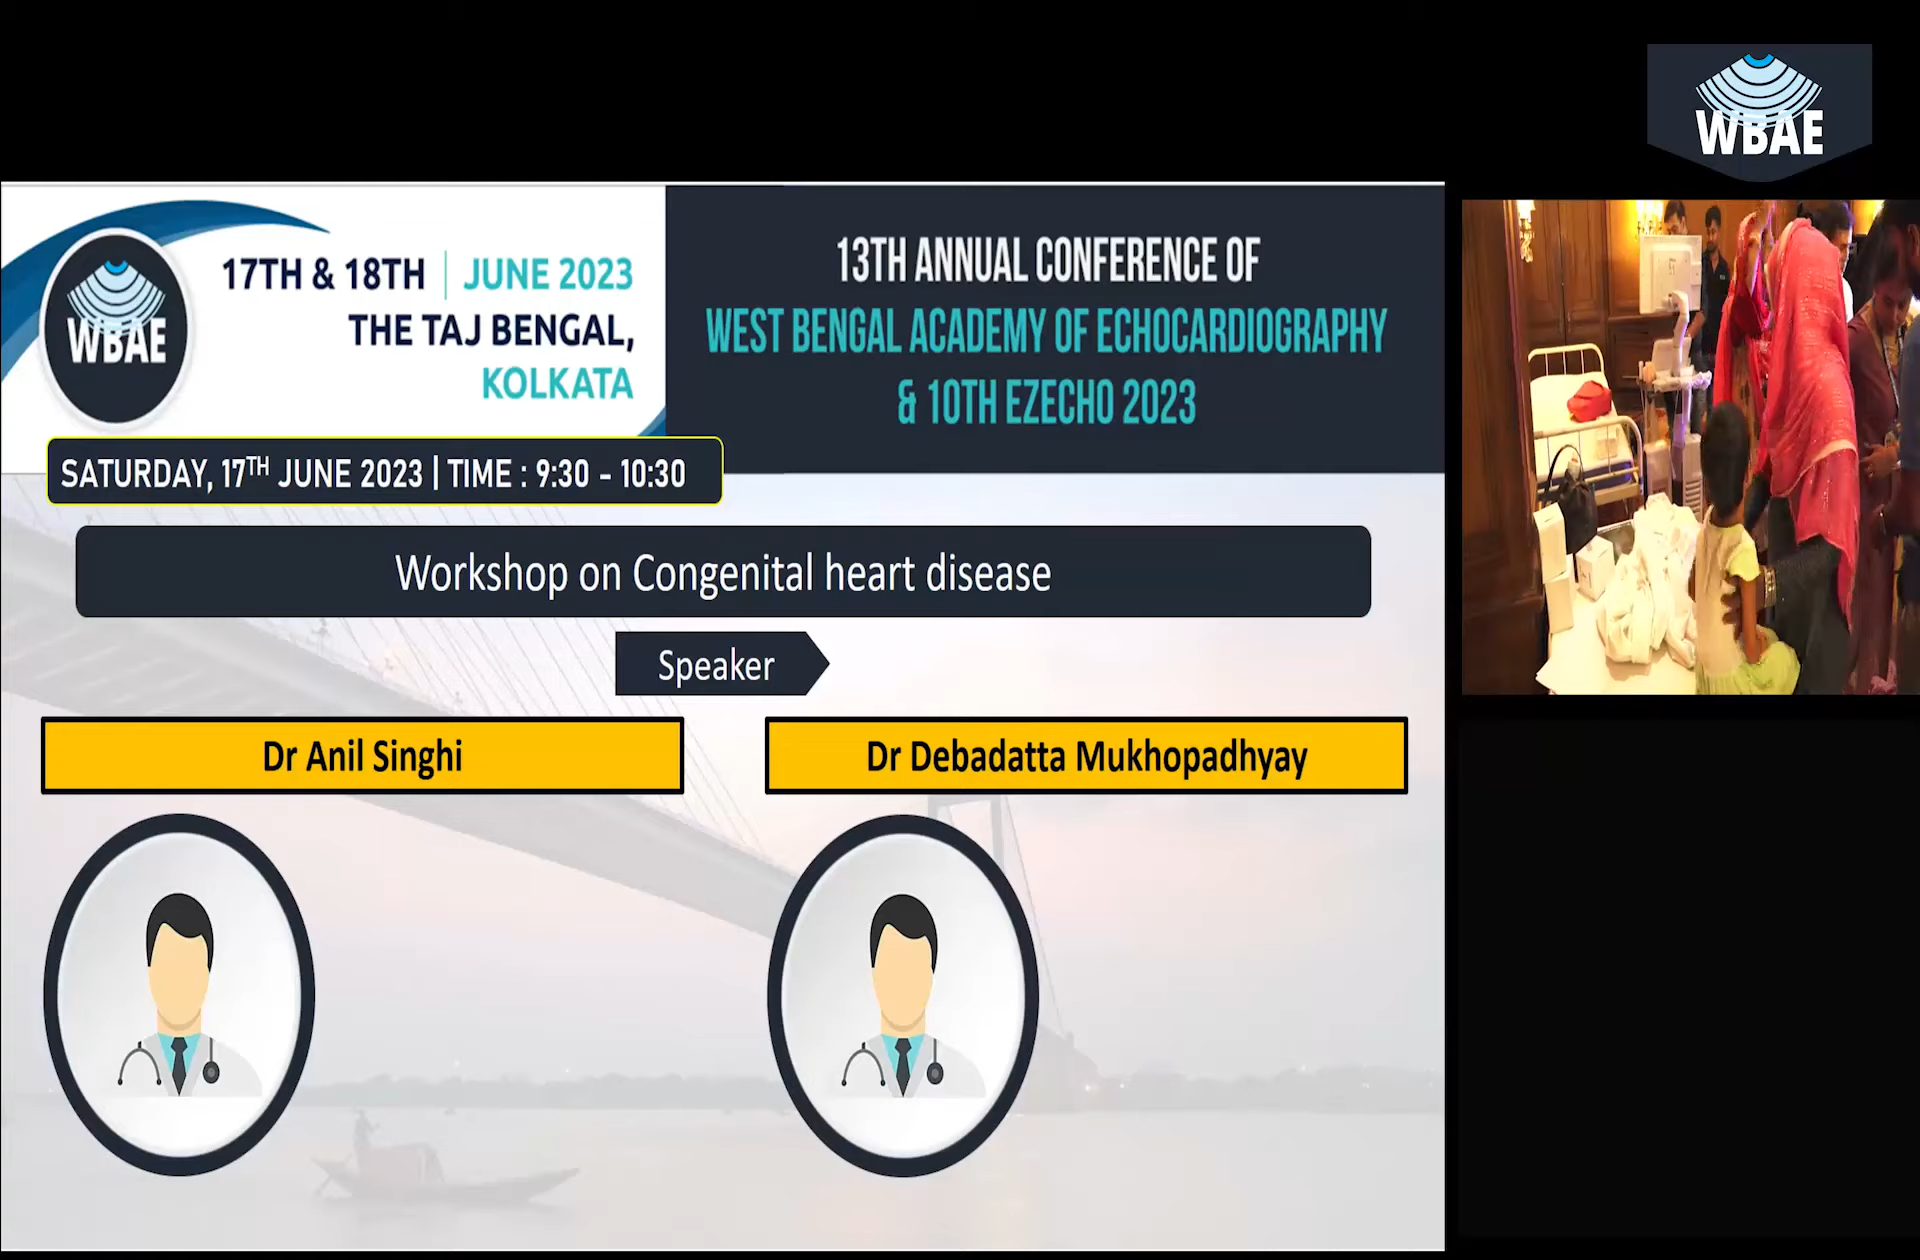 WBAE
17TH & 18TH | JUNE 2023
THE TAJ BENGAL,
KOLKATA
WBAE
13TH ANNUAL CONFERENCE OF
WEST BENGAL ACADEMY OF ECHOCARDIOGRAPHY
& 10TH EZECHO 2023
SATURDAY, 17TH JUNE 2023 | TIME : 9:30 - 10:30
Workshop on Congenital heart disease
Speaker
Dr Anil Singhi
Dr Debadatta Mukhopadhyay